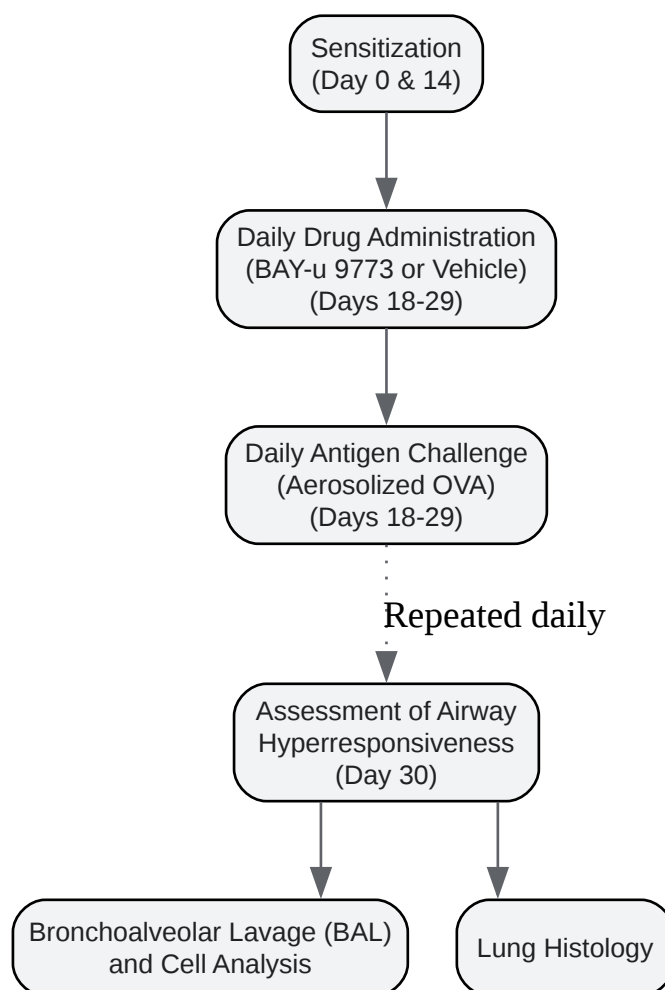 Sensitization
(Day 0 & 14)
Daily Drug Administration
(BAY-u 9773 or Vehicle)
(Days 18-29)
Daily Antigen Challenge
(Aerosolized OVA)
(Days 18-29)
Repeated daily
Assessment of Airway
Hyperresponsiveness
(Day 30)
Bronchoalveolar Lavage (BAL)
and Cell Analysis
Lung Histology